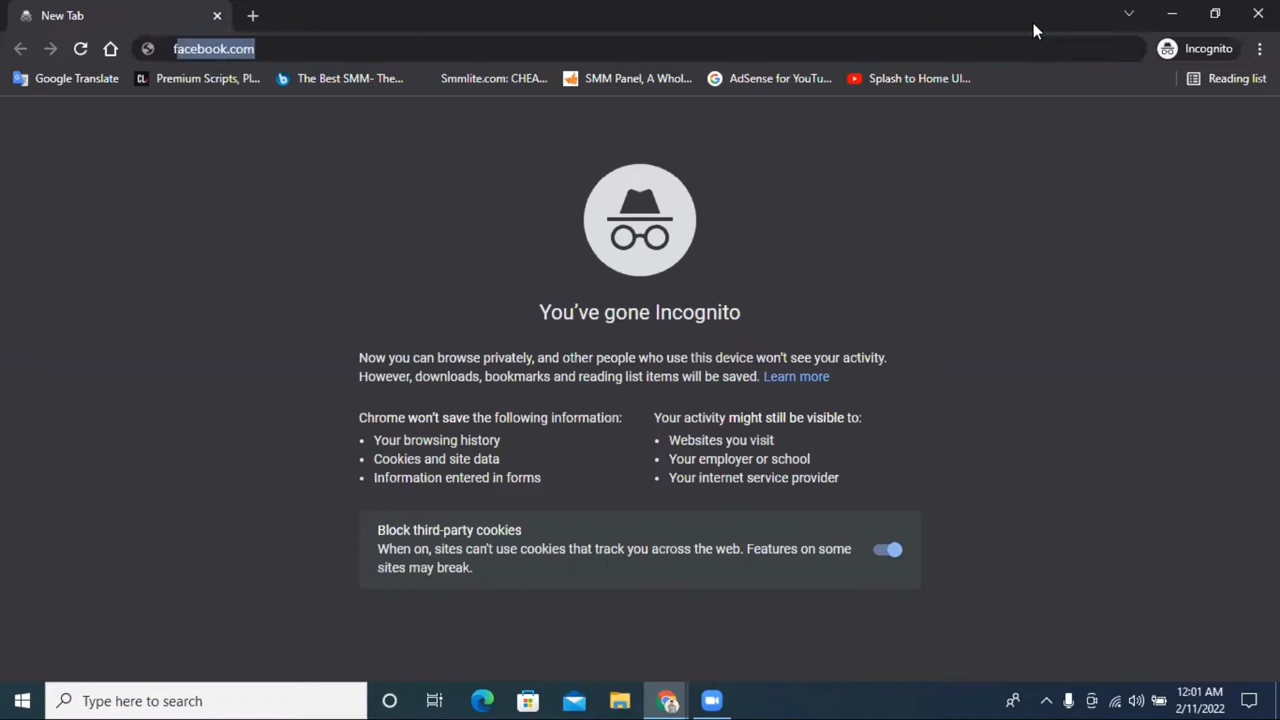 New Tab
facebook.com
Incognito
Google Translate
CL
Premium Scripts, Pl...
b
The Best SMM- The...
Smmlite.com: CHEA...
SMM Panel, A Whol...
G
AdSense for YouTu...
Splash to Home UI...
Reading list
You've gone Incognito
Now you can browse privately, and other people who use this device won't see your activity.
However, downloads, bookmarks and reading list items will be saved. Learn more
Chrome won't save the following information:
• Your browsing history
• Cookies and site data
• Information entered in forms
Your activity might still be visible to:
• Websites you visit
• Your employer or school
• Your internet service provider
Block third-party cookies
When on, sites can't use cookies that track you across the web. Features on some
sites may break.
Type here to search
12:01 AM
2/11/2022